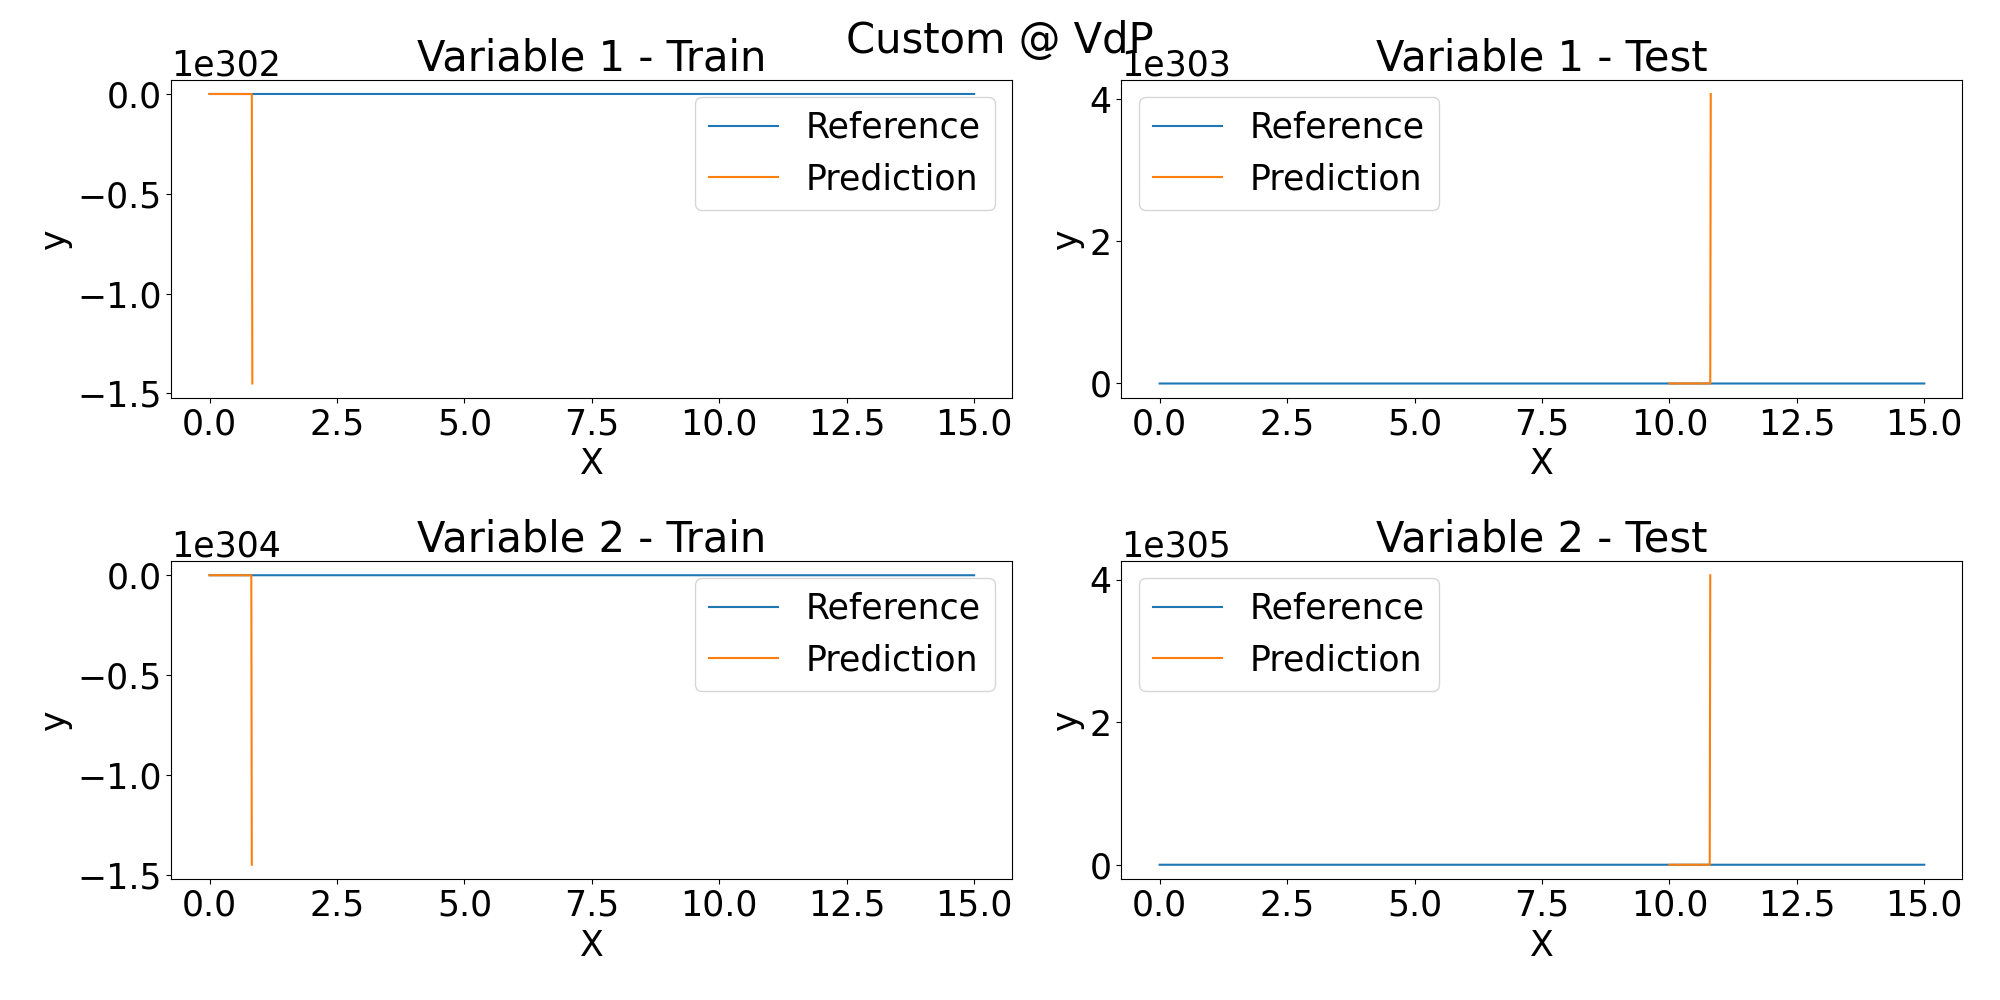 Custom @ VdP
Variable 1 - Train
1e302
0.0
−0.5
−1.0
−1.5
y
Reference
Prediction
0.0 2.5 5.0 7.5 10.0 12.5 15.0
X
Variable 1 - Test
1e303
4
2
0
y
Reference
Prediction
0.0 2.5 5.0 7.5 10.0 12.5 15.0
X
Variable 2 - Train
1e304
0.0
−0.5
−1.0
−1.5
y
Reference
Prediction
0.0 2.5 5.0 7.5 10.0 12.5 15.0
X
Variable 2 - Test
1e305
4
2
0
y
Reference
Prediction
0.0 2.5 5.0 7.5 10.0 12.5 15.0
X